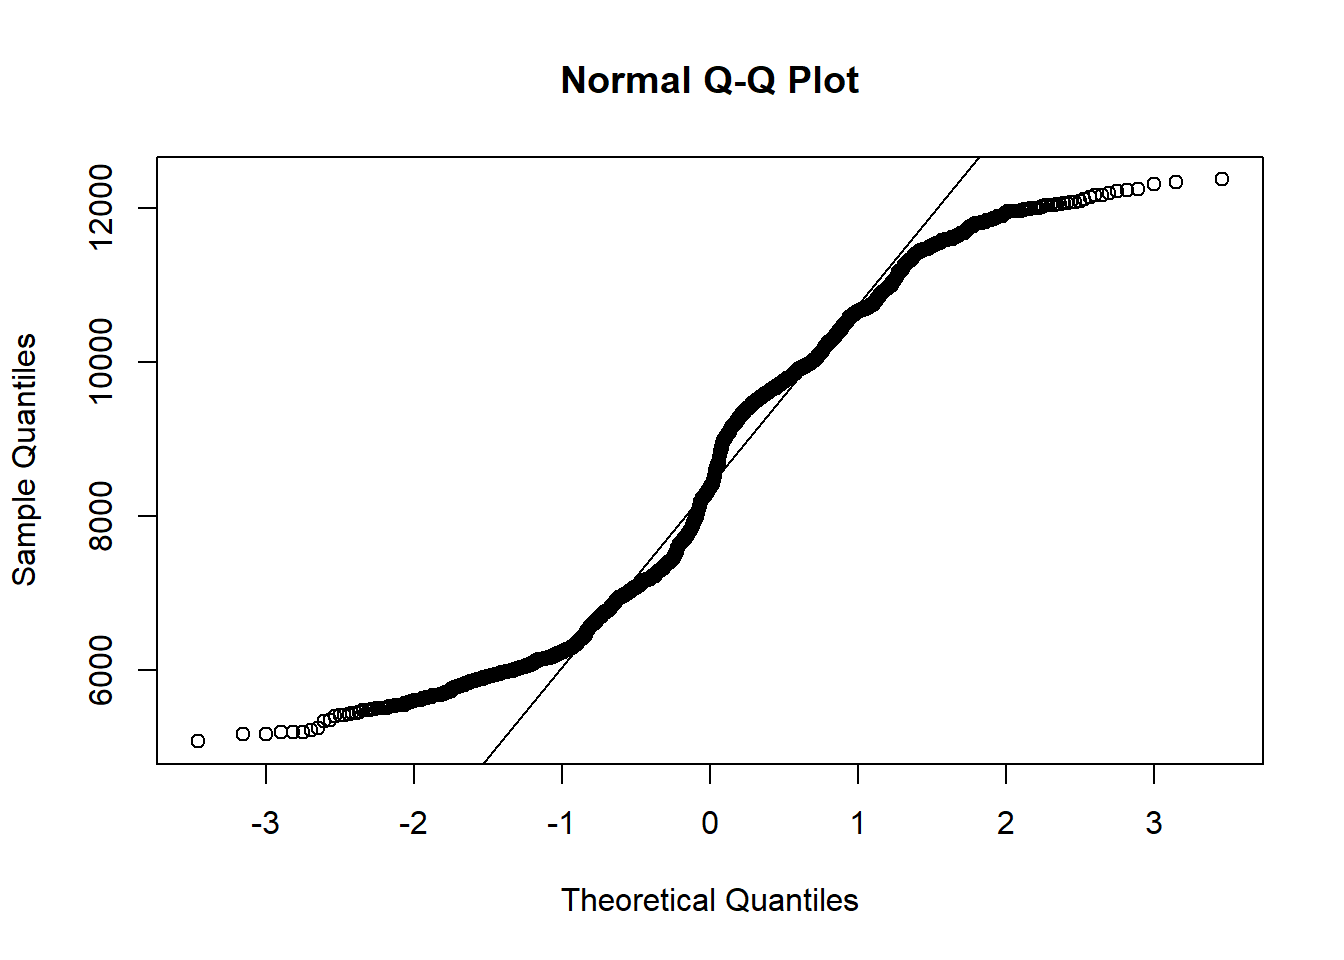 Normal Q-Q Plot
Sample Quantiles
12000
10000
8000
6000
-3 -2 -1 0 1 2 3
Theoretical Quantiles